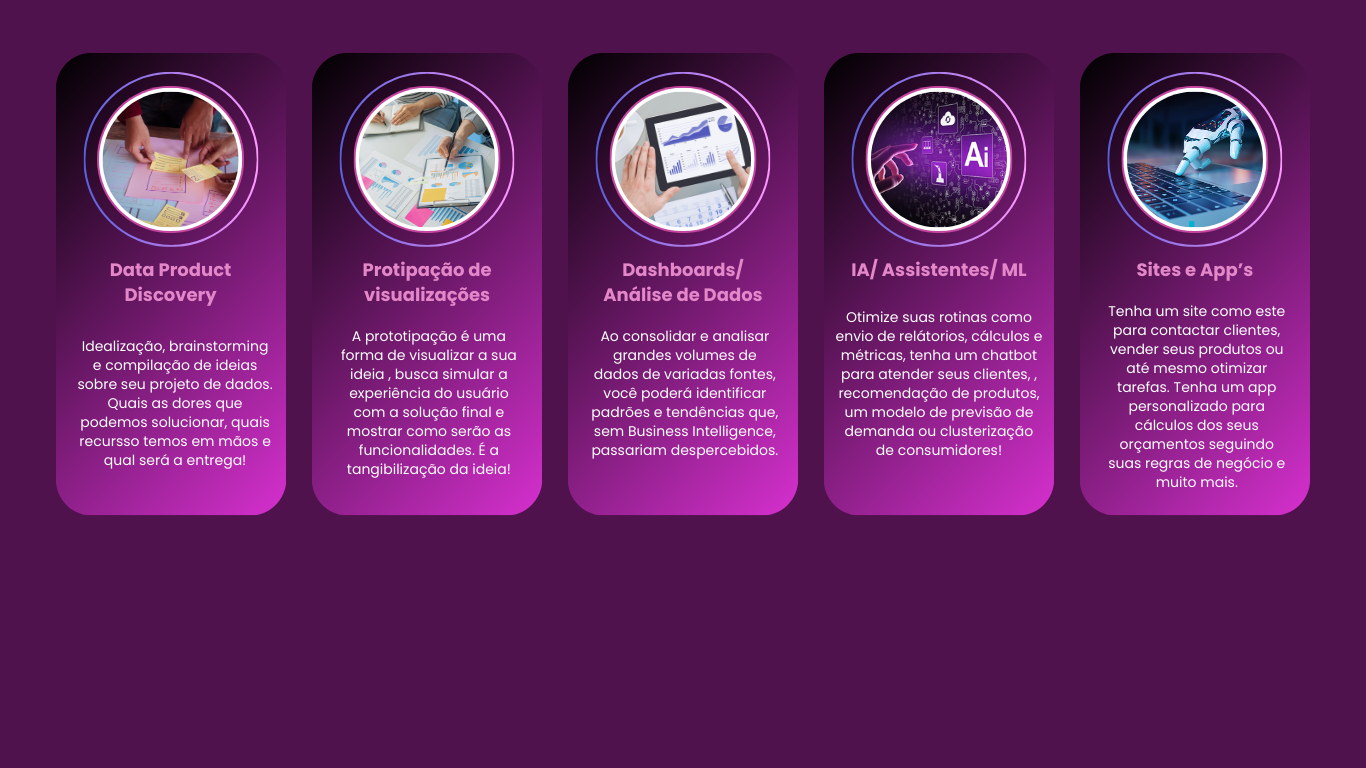 Data Product
Discovery
Idealização, brainstorming
e compilação de ideias
sobre seu projeto de dados.
Quais as dores que
podemos solucionar, quais
recursso temos em mãos e
qual será a entrega!
Protipação de
visualizações
A prototipação é uma
forma de visualizar a sua
ideia , busca simular a
experiência do usuário
com a solução final e
mostrar como serão as
funcionalidades. É a
tangibilização da ideia!
Dashboards/
Análise de Dados
Ao consolidar e analisar
grandes volumes de
dados de variadas fontes,
você poderá identificar
padrões e tendências que,
sem Business Intelligence,
passariam despercebidos.
Ai
IA/ Assistentes/ ML
Otimize suas rotinas como
envio de relátorios, cálculos e
métricas, tenha um chatbot
para atender seus clientes, ,
recomendação de produtos,
um modelo de previsão de
demanda ou clusterização
de consumidores!
Sites e App’s
Tenha um site como este
para contactar clientes,
vender seus produtos ou
até mesmo otimizar
tarefas. Tenha um app
personalizado para
cálculos dos seus
orçamentos seguindo
suas regras de negócio e
muito mais.